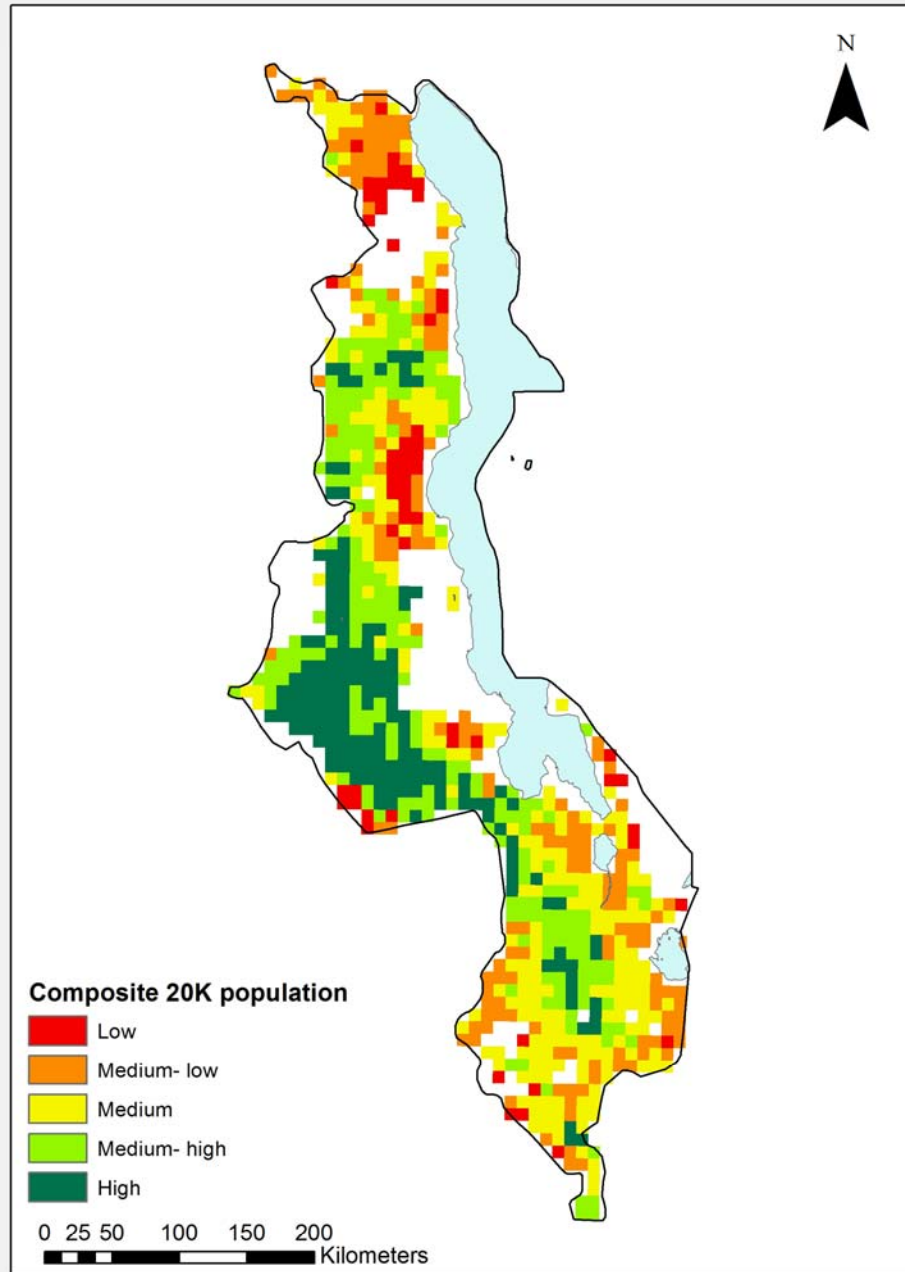 N
Composite 20K population
Low
Medium- low
Medium
Medium- high
High
0 25 50 100 150 200
Kilometers